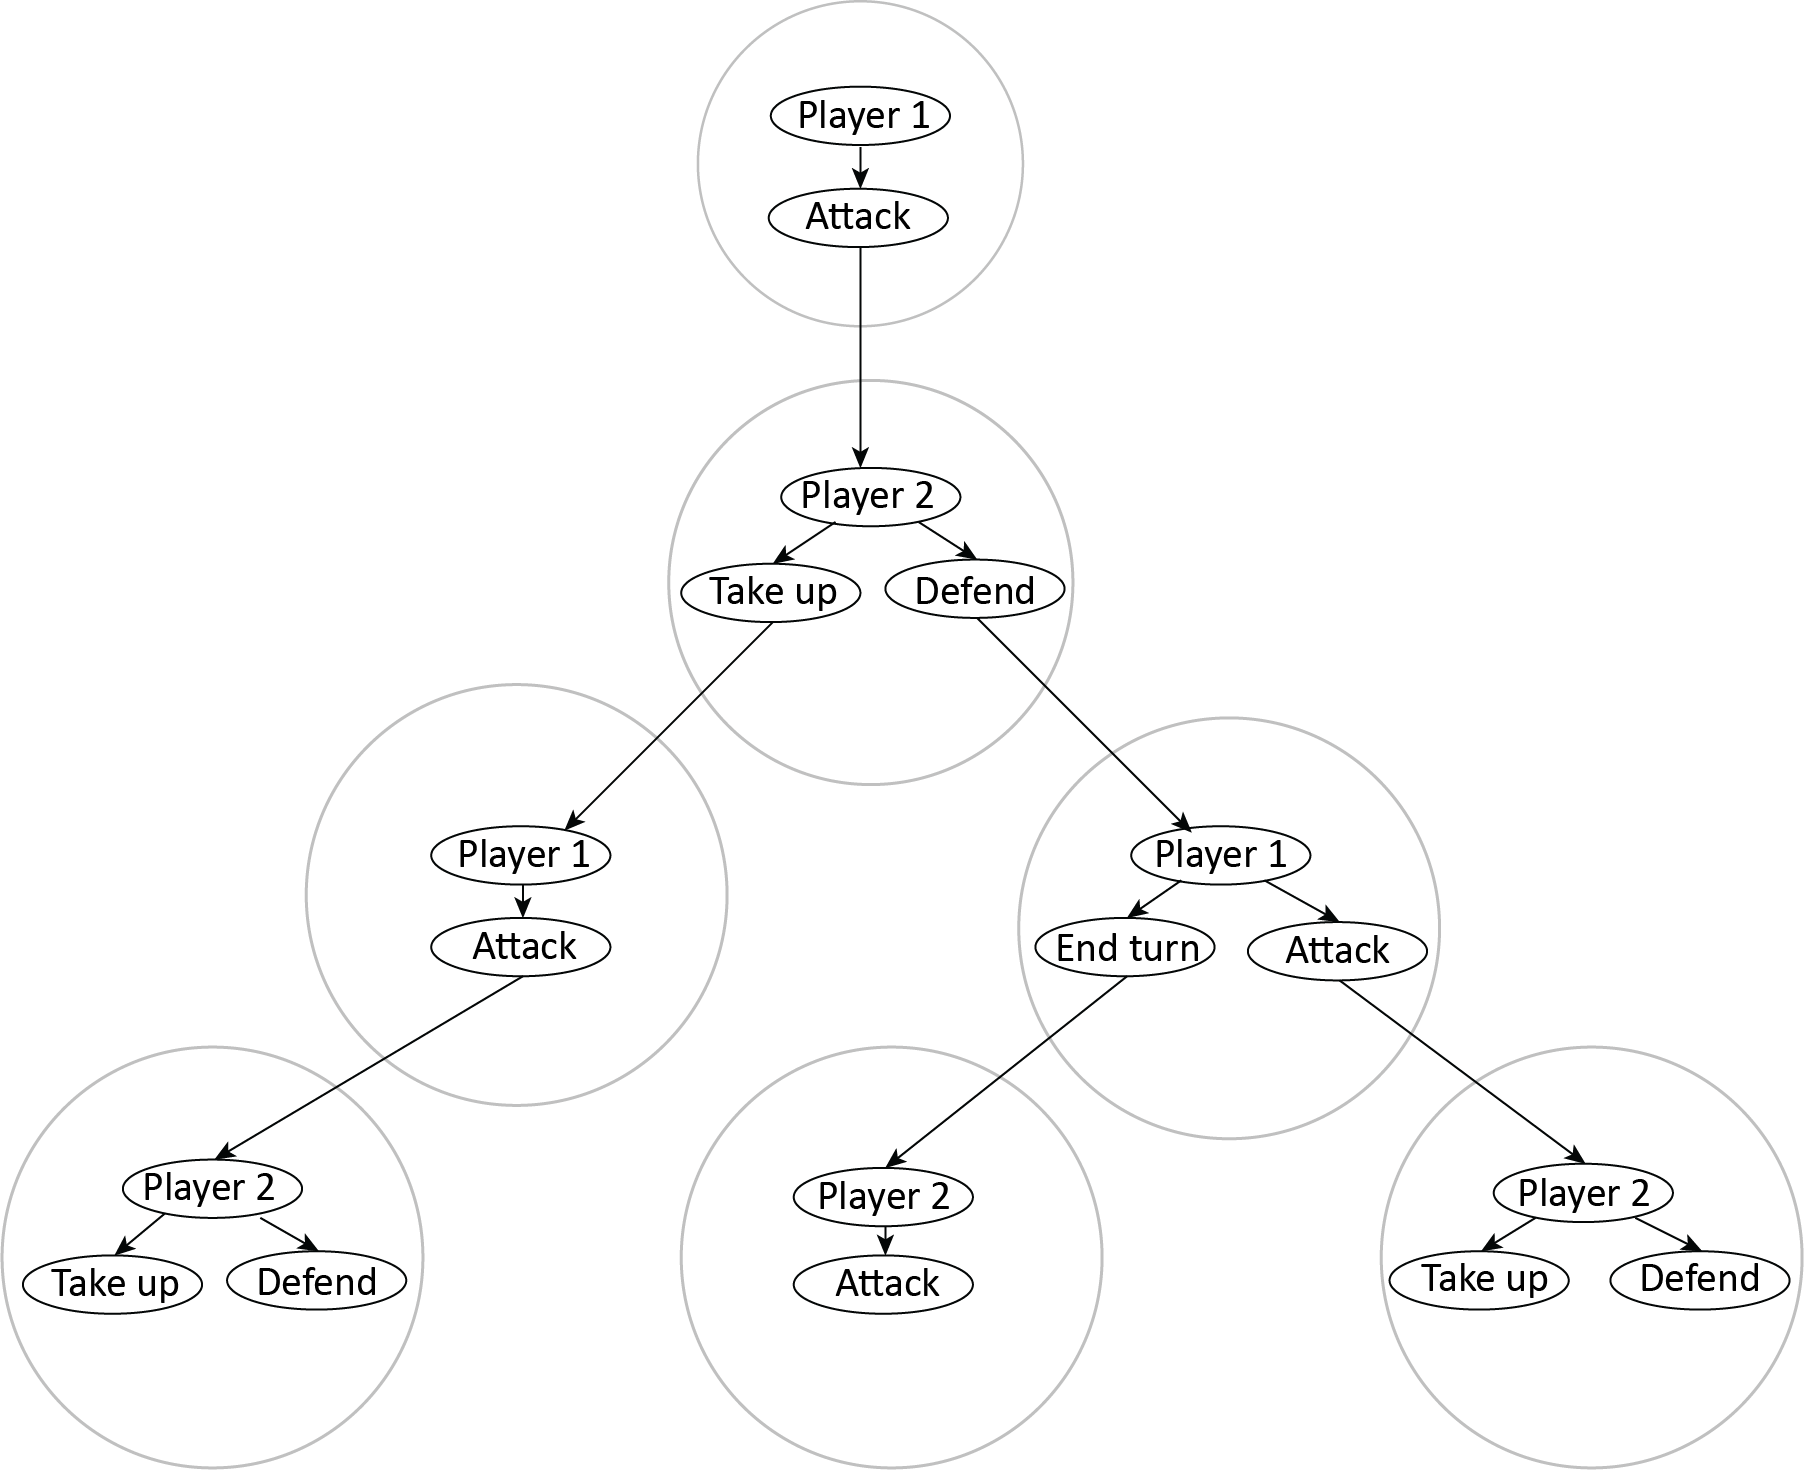 Player 1
Attack
Player 2
Take up
Defend
Player 1
Attack
Player 1
End turn
Attack
Player 2
Take up
Defend
Player 2
Attack
Player 2
Take up
Defend